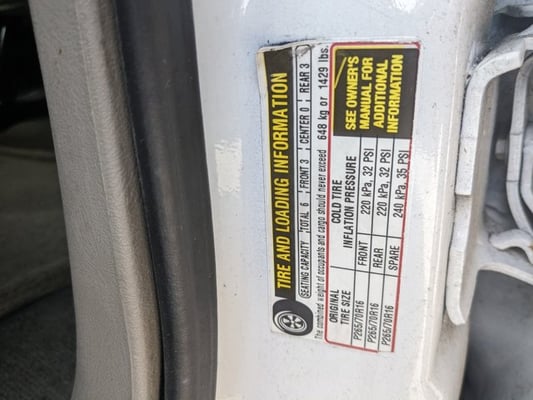 TIRE AND LOADING INFORMATION
SEATING CAPACITY TOTAL 6 FRONT 3 CENTER 0 REAR 3
The combined weight of occupants and cargo should never exceed 648 kg or 1429 lbs.
ORIGINAL TIRE SIZE COLD TIRE INFLATION PRESSURE
P265/70R16 FRONT 220 kPa, 32 PSI
P265/70R16 REAR 220 kPa, 32 PSI
P265/70R16 SPARE 240 kPa, 35 PSI
SEE OWNER'S
MANUAL FOR
ADDITIONAL
INFORMATION